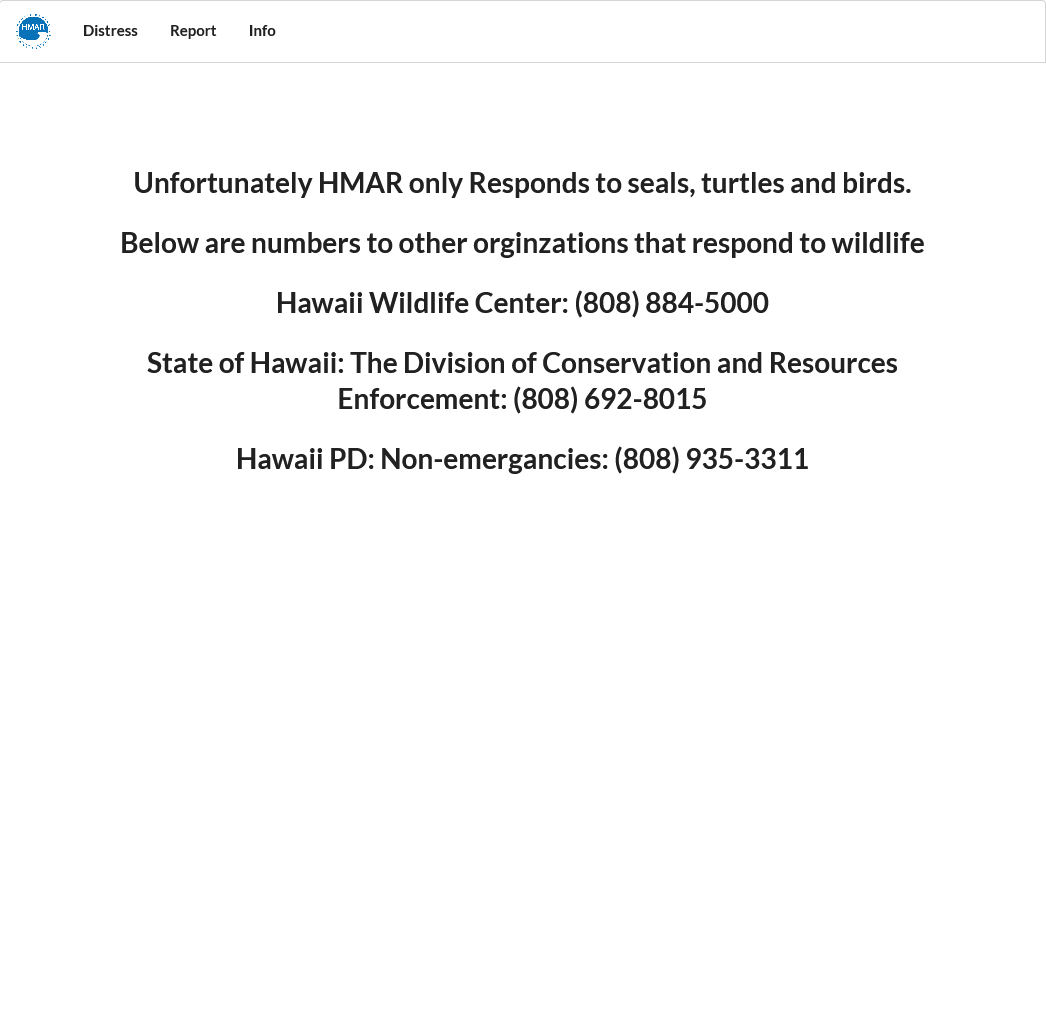 HMAR
Distress Report Info
Unfortunately HMAR only Responds to seals, turtles and birds.
Below are numbers to other orginzations that respond to wildlife
Hawaii Wildlife Center: (808) 884-5000
State of Hawaii: The Division of Conservation and Resources
Enforcement: (808) 692-8015
Hawaii PD: Non-emergancies: (808) 935-3311